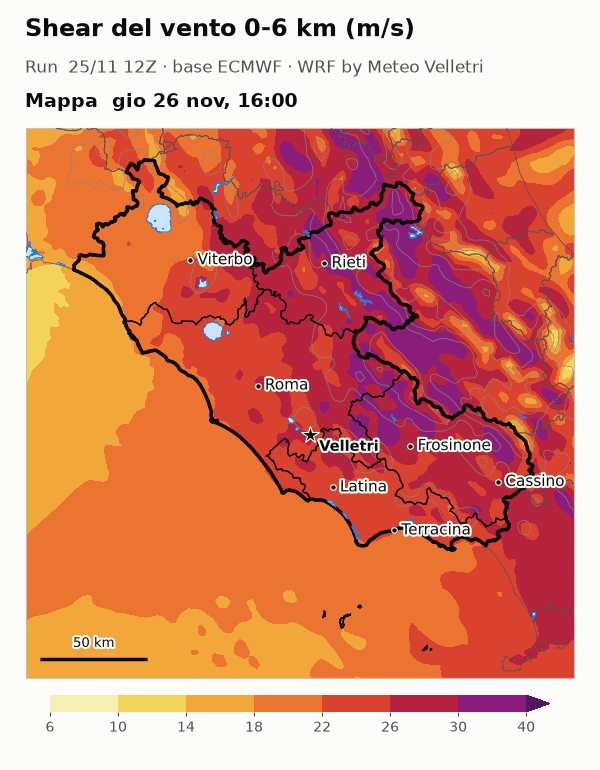 Shear del vento 0-6 km (m/s)
Run  25/11 12Z · base ECMWF · WRF by Meteo Velletri
Mappa  gio 26 nov, 16:00
Viterbo
Rieti
Roma
Velletri
Frosinone
Latina
Cassino
Terracina
50 km
6 10 14 18 22 26 30 40